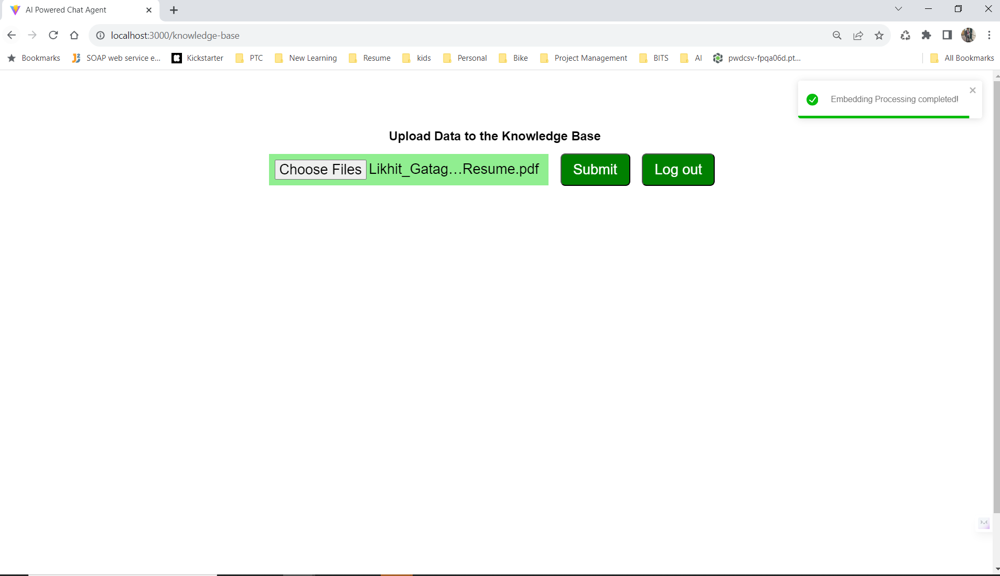 AI Powered Chat Agent
localhost:3000/knowledge-base
Bookmarks SOAP web service e... Kickstarter PTC New Learning Resume kids Personal Bike Project Management BITS AI pwdcsv-fpqa06d.pt... All Bookmarks
Embedding Processing completed!
Upload Data to the Knowledge Base
Choose Files Likhit_Gatag...Resume.pdf Submit Log out